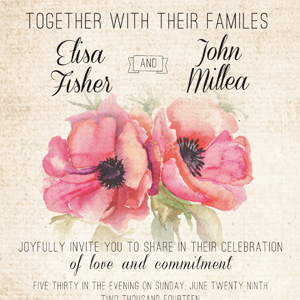 TOGETHER WITH THEIR FAMILES
Elisa Fisher
AND
John Millea
JOYFULLY INVITE YOU TO SHARE IN THEIR CELEBRATION
of love and commitment
FIVE THIRTY IN THE EVENING ON SUNDAY, JUNE TWENTY NINTH
TWO THOUSAND FOURTEEN